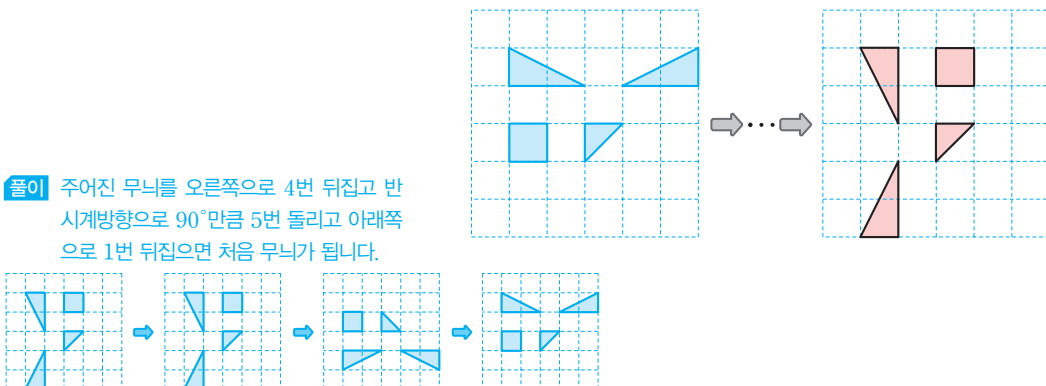 풀이 주어진 무늬를 오른쪽으로 4번 뒤집고 반
시계방향으로 90°만큼 5번 돌리고 아래쪽
으로 1번 뒤집으면 처음 무늬가 됩니다.